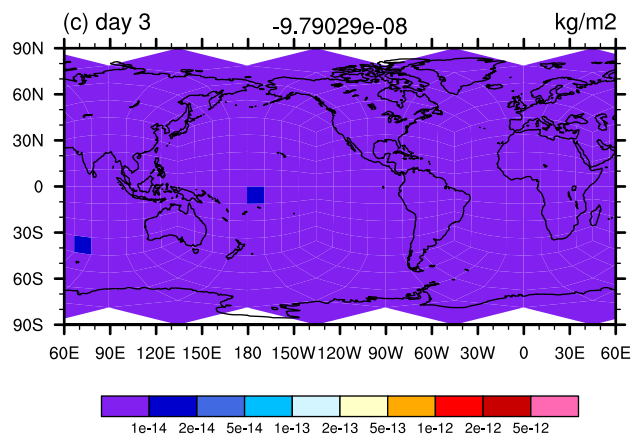 (c) day 3 -9.79029e-08 kg/m2
90N
60N
30N
0
30S
60S
90S
60E 90E 120E 150E 180 150W 120W 90W 60W 30W 0 30E 60E
1e-14 2e-14 5e-14 1e-13 2e-13 5e-13 1e-12 2e-12 5e-12